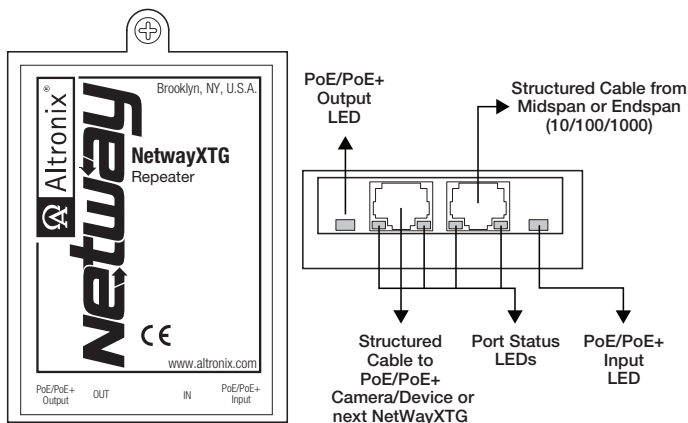 Brooklyn, NY, U.S.A.
Altronix®
Netway
NetwayXTG
Repeater
CE
www.altronix.com
PoE/PoE+
Output
OUT
IN
PoE/PoE+
Input
PoE/PoE+
Output
LED
Structured Cable from
Midspan or Endspan
(10/100/1000)
Structured
Cable to
PoE/PoE+
Camera/Device or
next NetWayXTG
Port Status
LEDs
PoE/PoE+
Input
LED